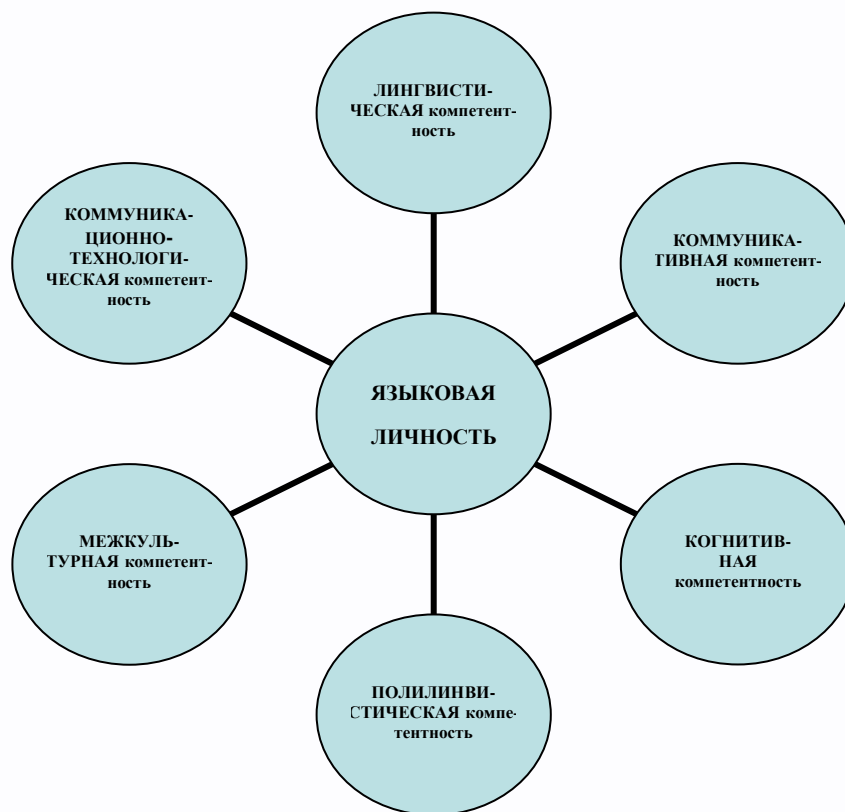 ЛИНГВИСТИ-
ЧЕСКАЯ компетент-
ность
КОММУНИКА-
ЦИОННО-
ТЕХНОЛОГИ-
ЧЕСКАЯ компетент-
ность
КОММУНИКА-
ТИВНАЯ компетент-
ность
ЯЗЫКОВАЯ
ЛИЧНОСТЬ
МЕЖКУЛЬ-
ТУРНАЯ компетент-
ность
КОГНИТИВ-
НАЯ
компетентность
ПОЛИЛИНВИ-
СТИЧЕСКАЯ компе-
тентность